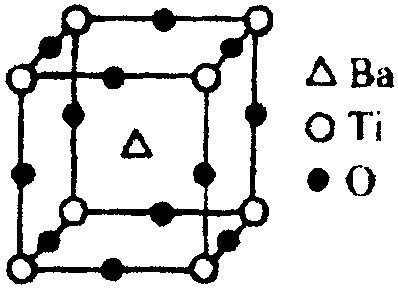 △ Ba
○ Ti
● O